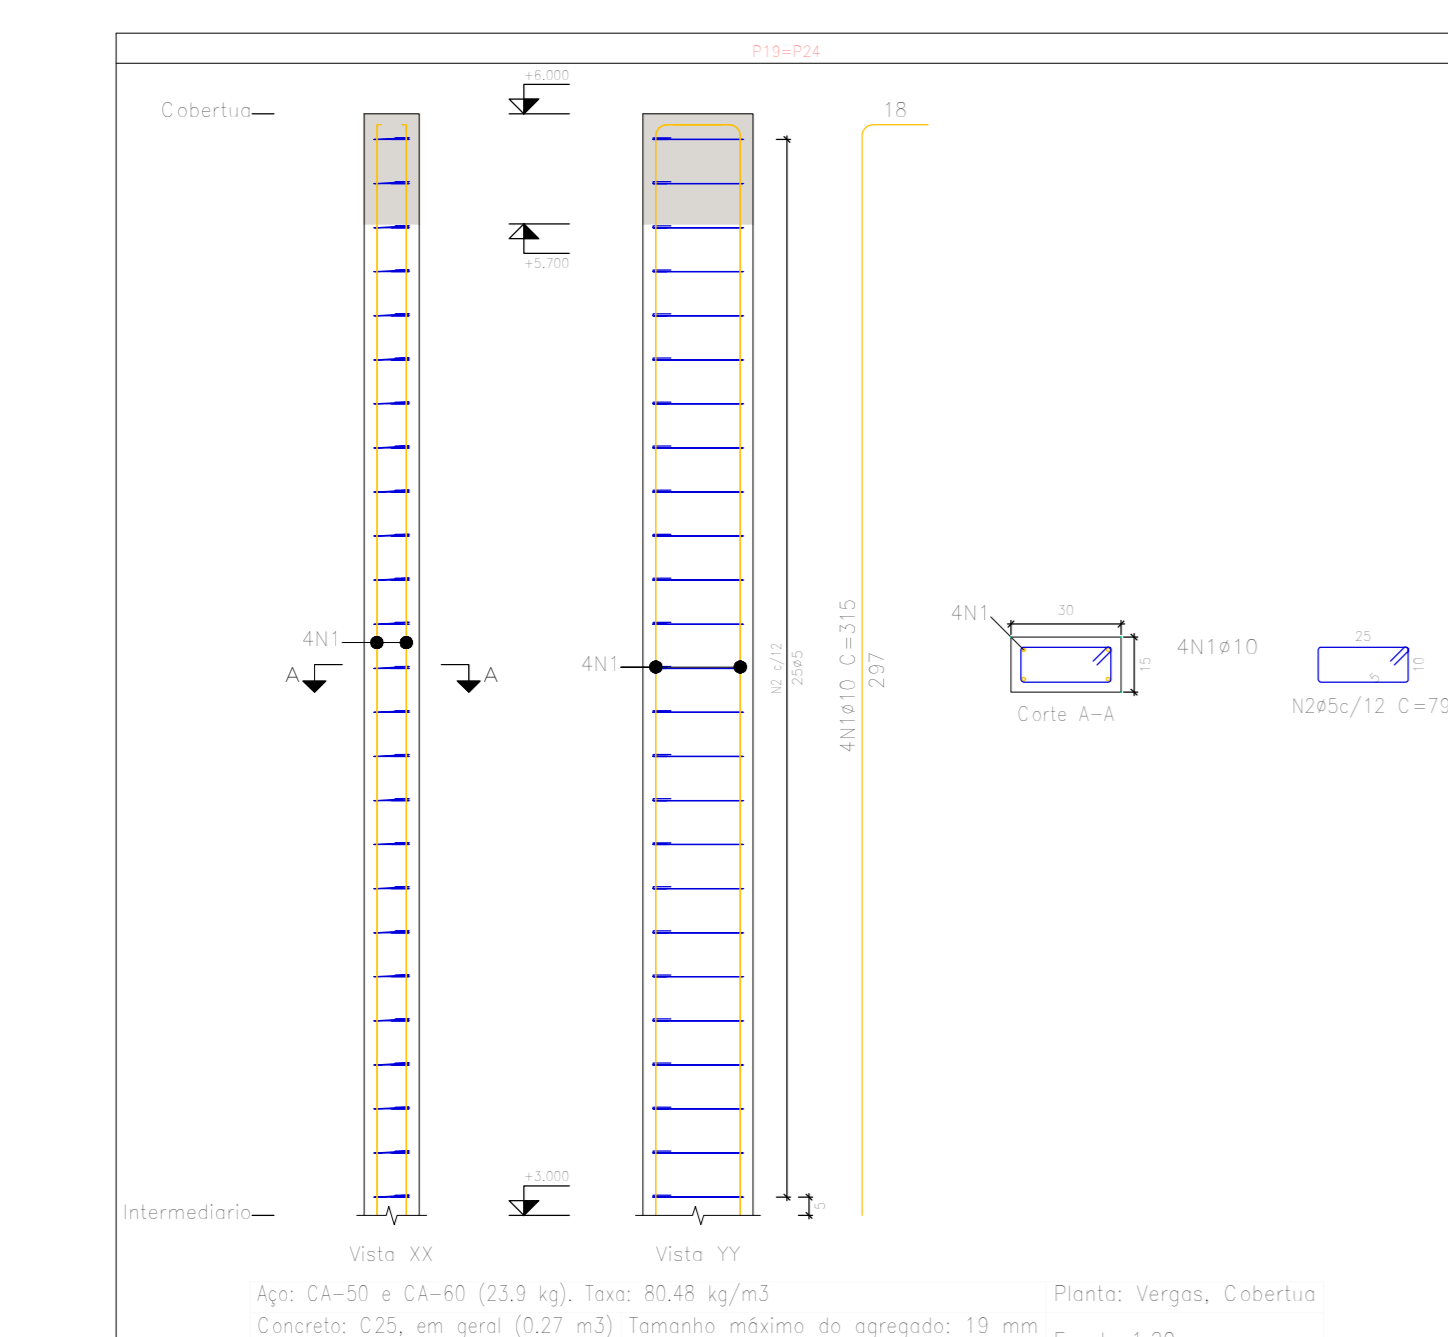 P19=P24
+6.000
Cobertua
18
+5.700
4N1
4N1
A
A
N2 c/12
25ø5
4N1ø10 C=315
297
4N1
30
15
Corte A-A
4N1ø10
25
10
5
N2ø5c/12 C=79
+3.000
5
Intermediario
Vista XX
Vista YY
Aço: CA-50 e CA-60 (23.9 kg). Taxa: 80.48 kg/m3
Planta: Vergas, Cobertua
Concreto: C25, em geral (0.27 m3)
Tamanho máximo do agregado: 19 mm